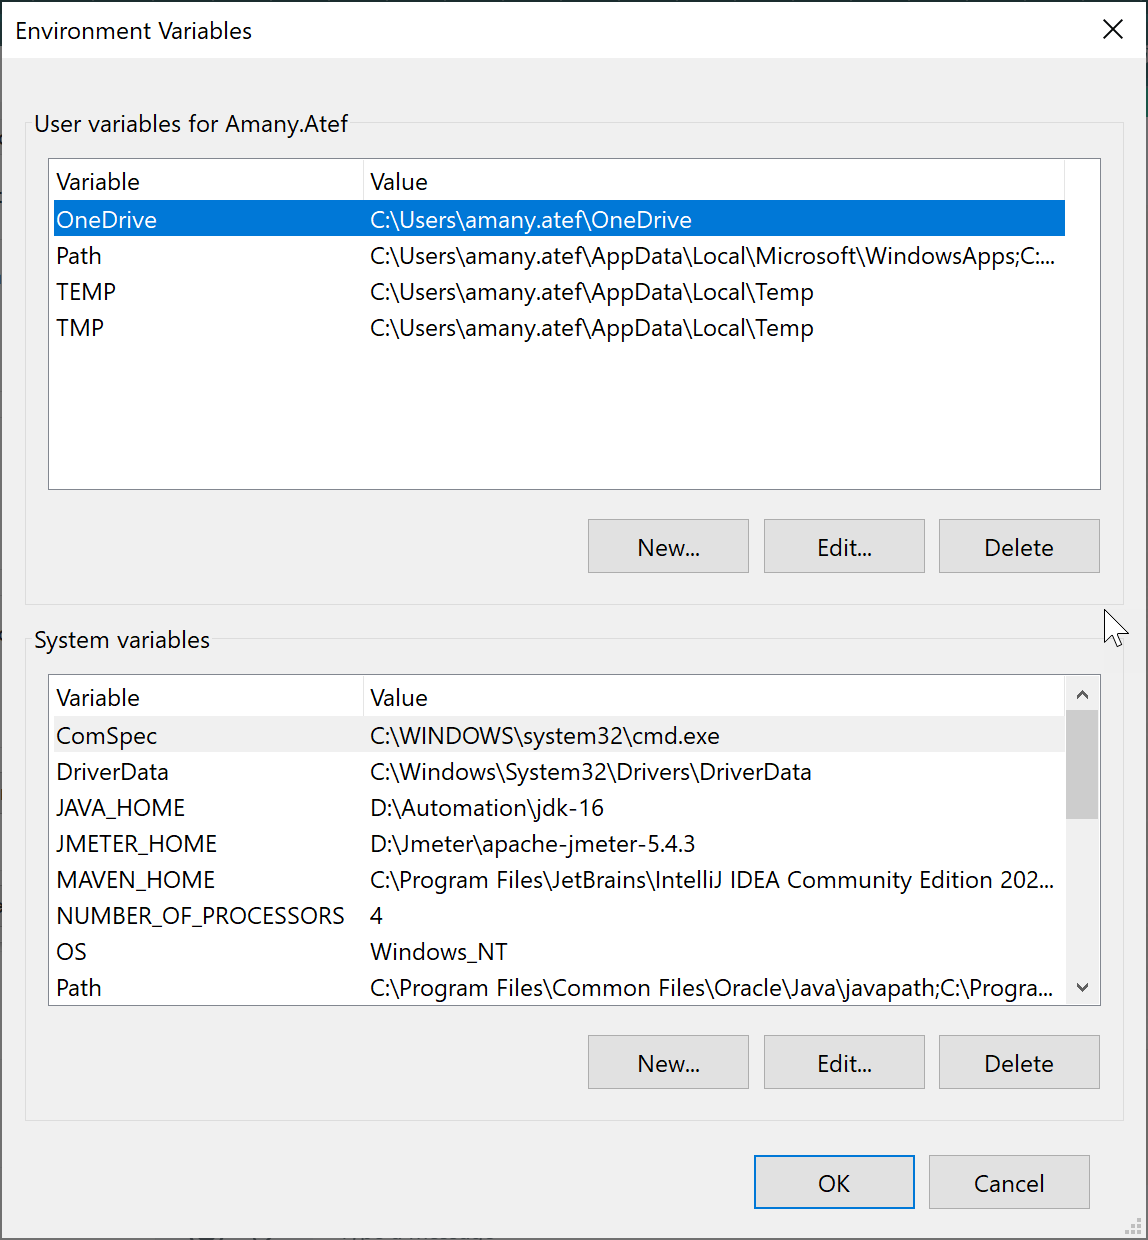 Environment Variables
User variables for Amany.Atef
Variable Value
OneDrive C:\Users\amany.atef\OneDrive
Path C:\Users\amany.atef\AppData\Local\Microsoft\WindowsApps;C:...
TEMP C:\Users\amany.atef\AppData\Local\Temp
TMP C:\Users\amany.atef\AppData\Local\Temp
New... Edit... Delete
System variables
Variable Value
ComSpec C:\WINDOWS\system32\cmd.exe
DriverData C:\Windows\System32\Drivers\DriverData
JAVA_HOME D:\Automation\jdk-16
JMETER_HOME D:\Jmeter\apache-jmeter-5.4.3
MAVEN_HOME C:\Program Files\JetBrains\IntelliJ IDEA Community Edition 202...
NUMBER_OF_PROCESSORS 4
OS Windows_NT
Path C:\Program Files\Common Files\Oracle\Java\javapath;C:\Progra...
New... Edit... Delete
OK Cancel